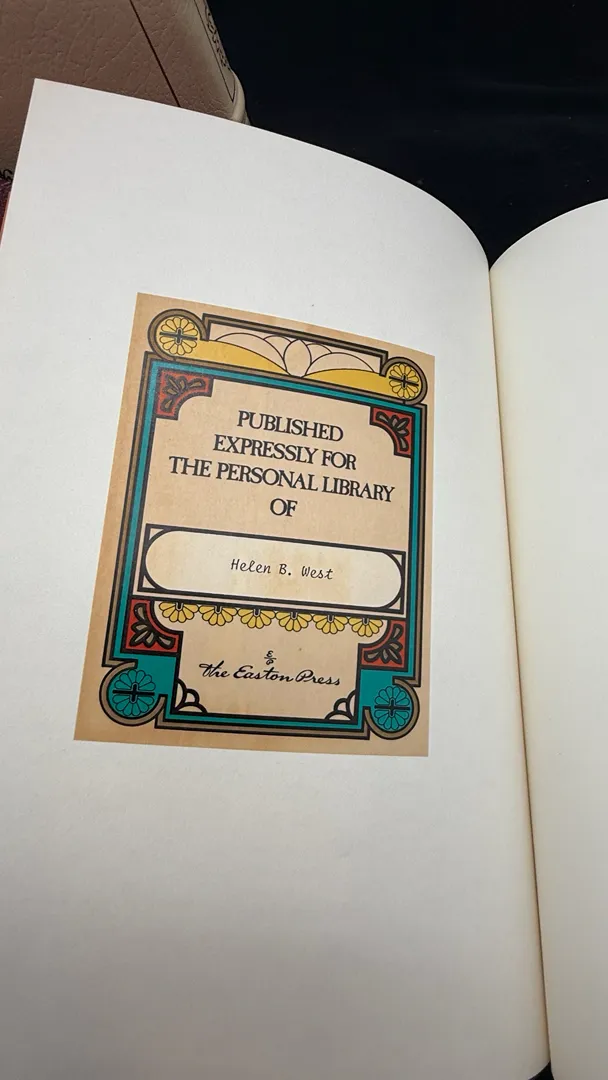 PUBLISHED
EXPRESSLY FOR
THE PERSONAL LIBRARY
OF
Helen B. West
The Easton Press